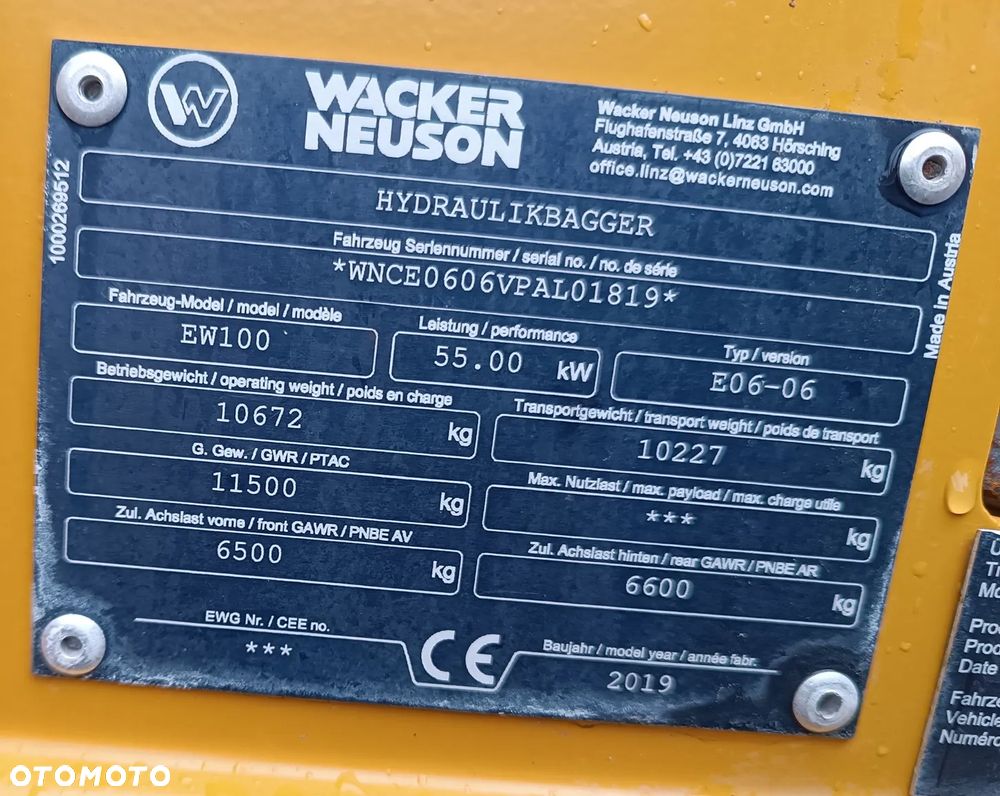 WACKER
NEUSON
Wacker Neuson Linz GmbH
Flughafenstraße 7, 4063 Hörsching
Austria, Tel. +43 (0)7221 63000
office.linz@wackerneuson.com
1000269512
HYDRAULIKBAGGER
Fahrzeug Seriennummer / serial no. / no. de série
*WNCE0606VPAL01819*
Made in Austria
Fahrzeug-Model / model / modèle
EW100
Leistung / performance
55.00 kW
Typ / version
E06-06
Betriebsgewicht / operating weight / poids en charge
10672 kg
Transportgewicht / transport weight / poids de transport
10227 kg
G. Gew. / GWR / PTAC
11500 kg
Max. Nutzlast / max. payload / max. charge utile
*** kg
Zul. Achslast vorne / front GAWR / PNBE AV
6500 kg
Zul. Achslast hinten / rear GAWR / PNBE AR
6600 kg
EWG Nr. / CEE no.
***
CE
Baujahr / model year / année fabr.
2019
Date
Vehicle
Numéro
OTOMOTO